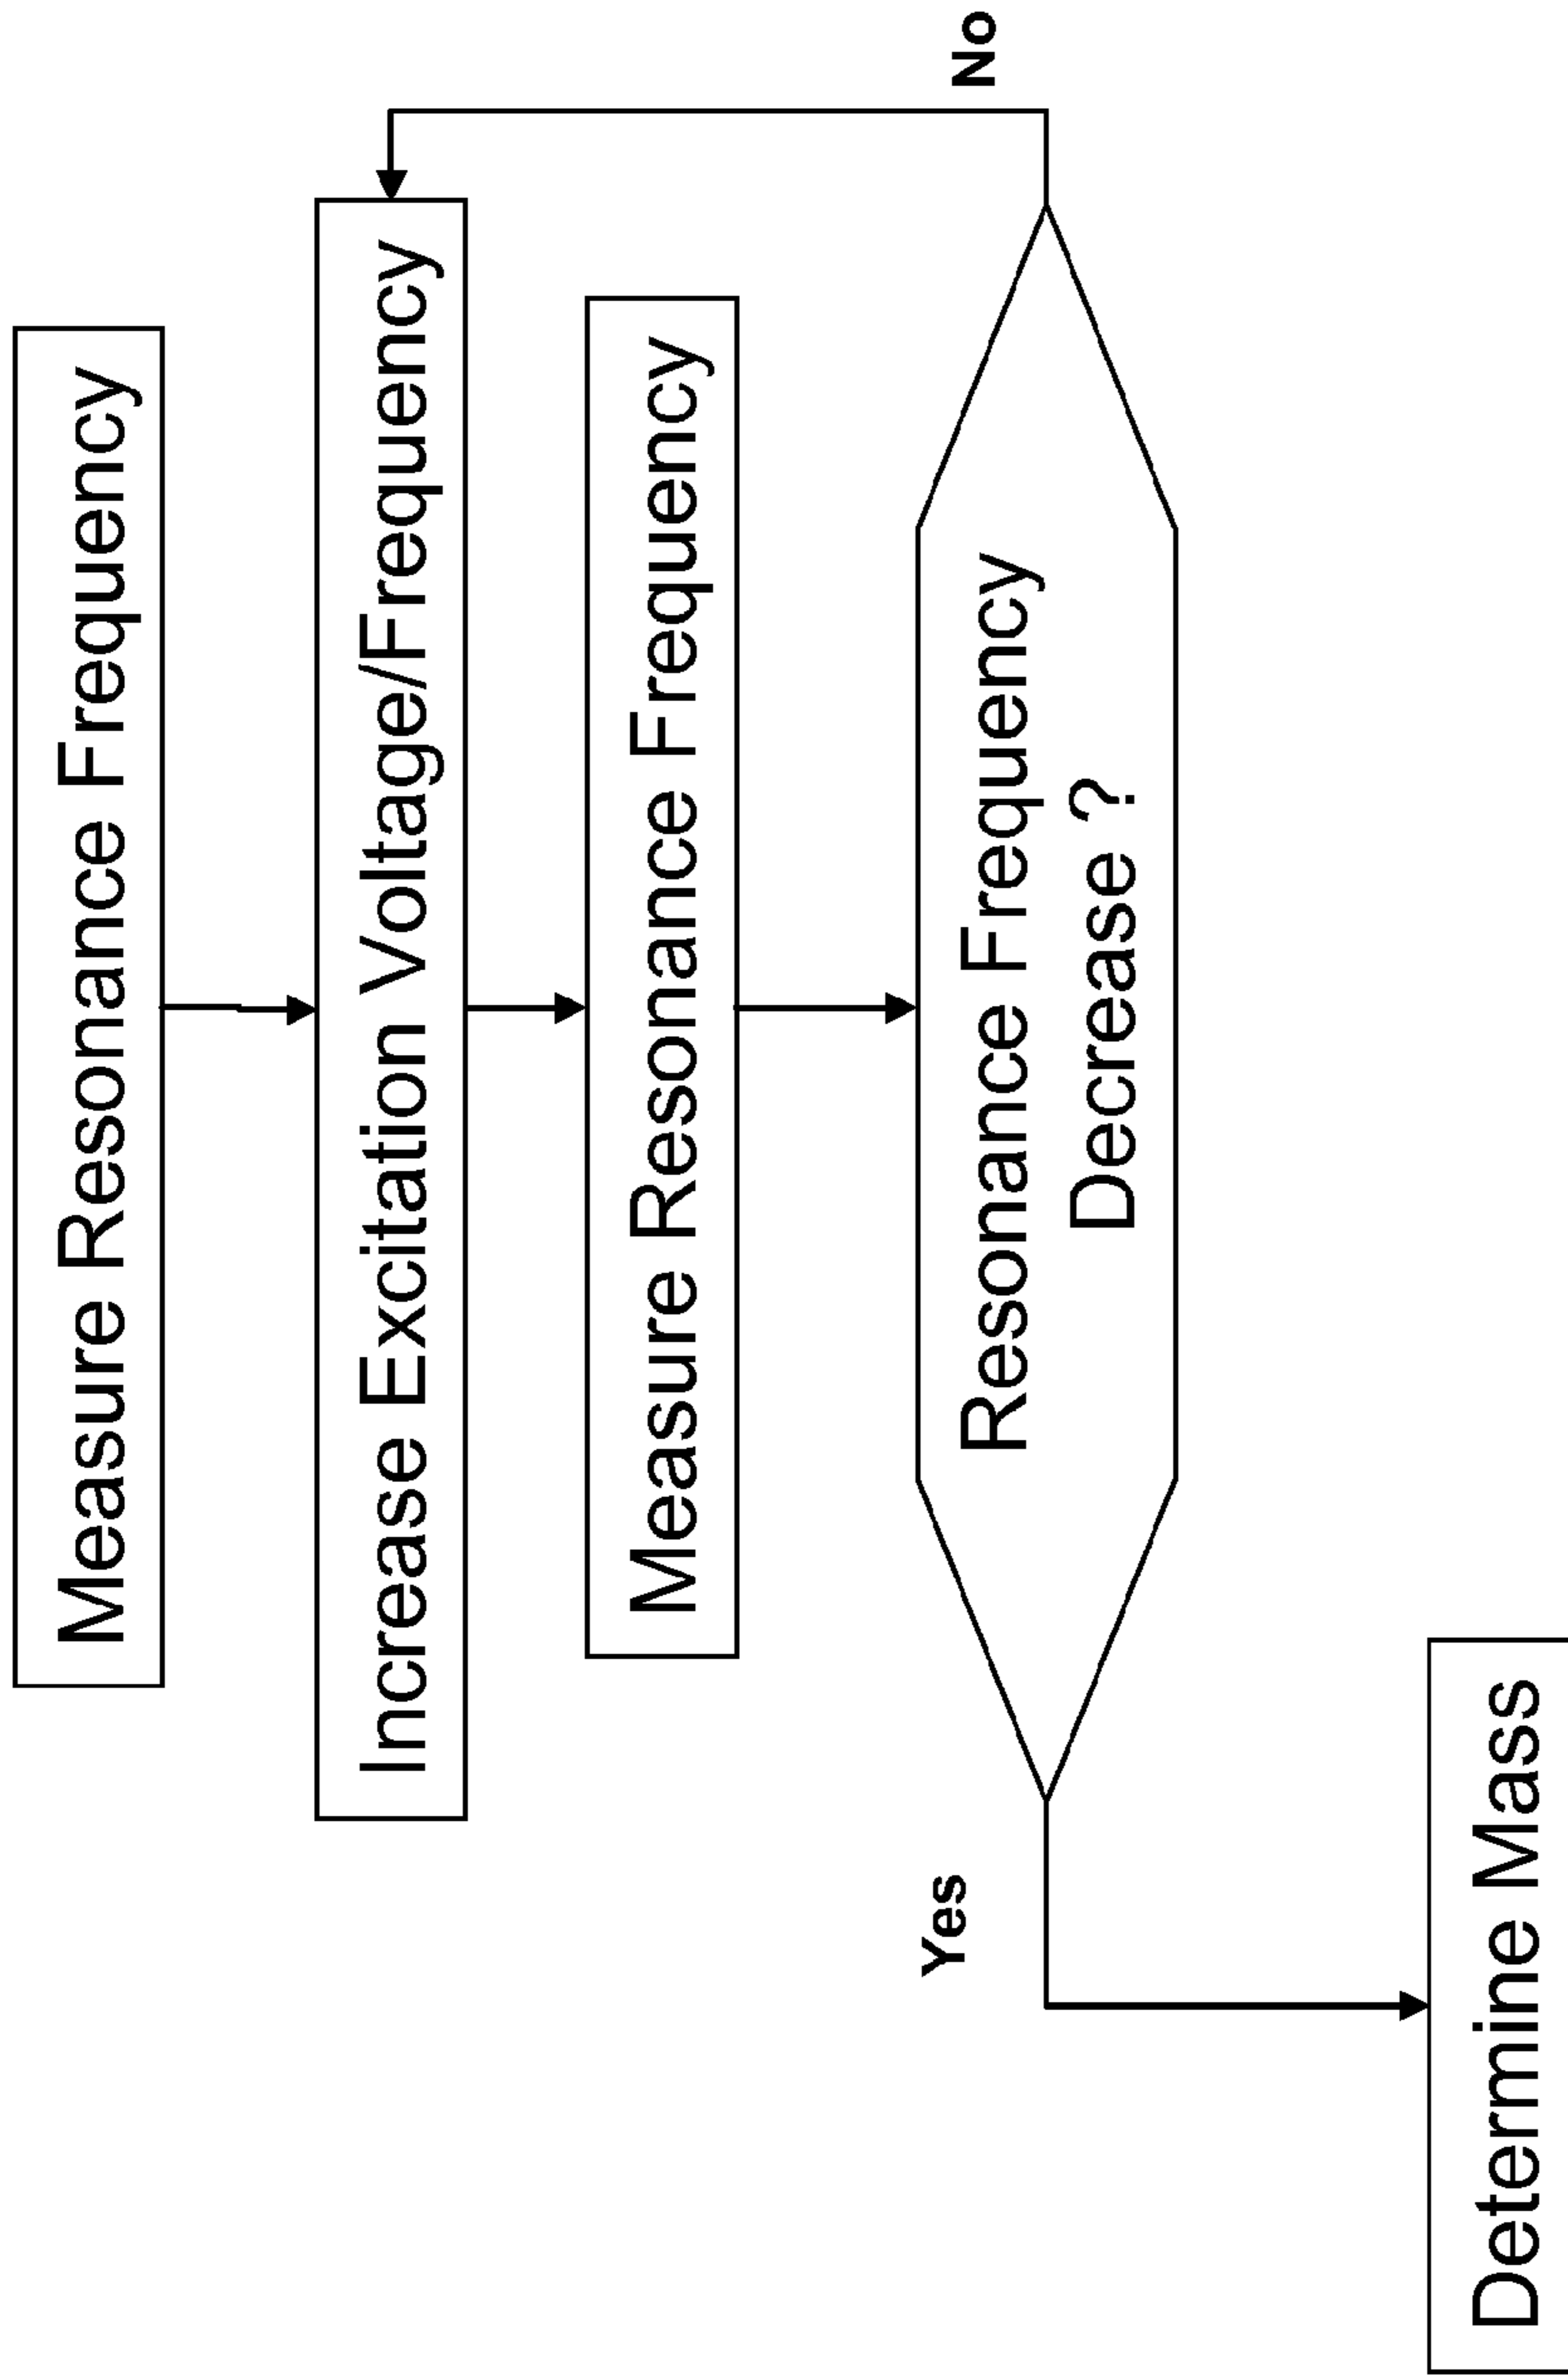 Measure Resonance Frequency
Increase Excitation Voltage/Frequency
Measure Resonance Frequency
Resonance Frequency
Decrease ?
Yes
No
Determine Mass